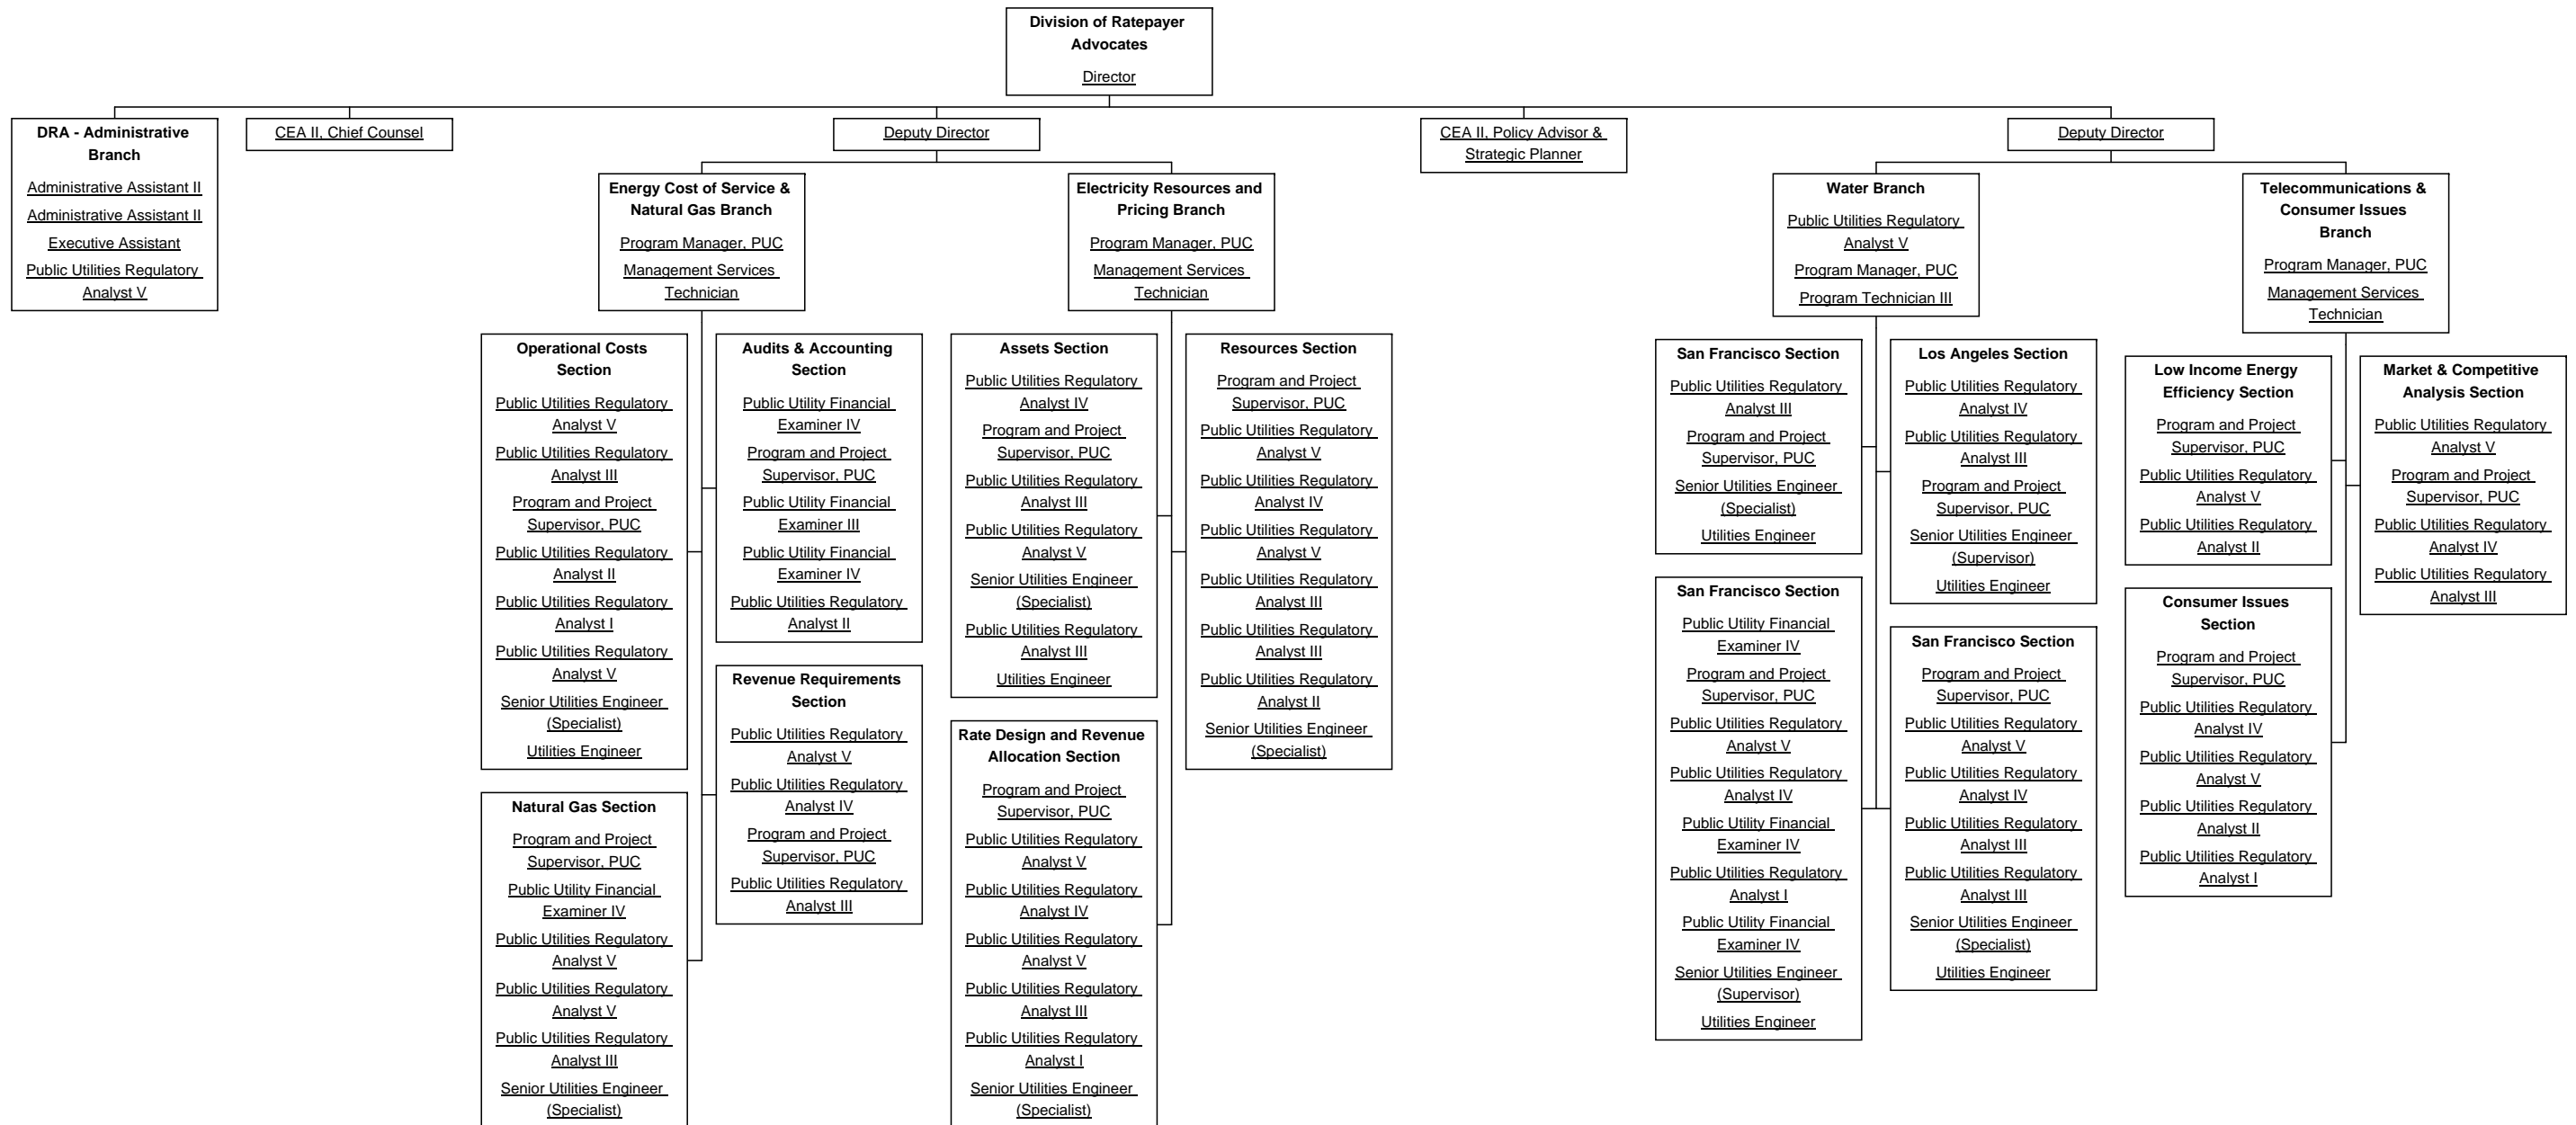 Division of Ratepayer
Advocates
Director
DRA - Administrative
Branch
Administrative Assistant II
Administrative Assistant II
Executive Assistant
Public Utilities Regulatory
Analyst V
CEA II, Chief Counsel
Deputy Director
Energy Cost of Service &
Natural Gas Branch
Program Manager, PUC
Management Services
Technician
Operational Costs
Section
Public Utilities Regulatory
Analyst V
Public Utilities Regulatory
Analyst III
Program and Project
Supervisor, PUC
Public Utilities Regulatory
Analyst II
Public Utilities Regulatory
Analyst I
Public Utilities Regulatory
Analyst V
Senior Utilities Engineer
(Specialist)
Utilities Engineer
Audits & Accounting
Section
Public Utility Financial
Examiner IV
Program and Project
Supervisor, PUC
Public Utility Financial
Examiner III
Public Utility Financial
Examiner IV
Public Utilities Regulatory
Analyst II
Natural Gas Section
Program and Project
Supervisor, PUC
Public Utility Financial
Examiner IV
Public Utilities Regulatory
Analyst V
Public Utilities Regulatory
Analyst V
Public Utilities Regulatory
Analyst III
Senior Utilities Engineer
(Specialist)
Revenue Requirements
Section
Public Utilities Regulatory
Analyst V
Public Utilities Regulatory
Analyst IV
Program and Project
Supervisor, PUC
Public Utilities Regulatory
Analyst III
Electricity Resources and
Pricing Branch
Program Manager, PUC
Management Services
Technician
Assets Section
Public Utilities Regulatory
Analyst IV
Program and Project
Supervisor, PUC
Public Utilities Regulatory
Analyst III
Public Utilities Regulatory
Analyst V
Senior Utilities Engineer
(Specialist)
Public Utilities Regulatory
Analyst III
Utilities Engineer
Resources Section
Program and Project
Supervisor, PUC
Public Utilities Regulatory
Analyst V
Public Utilities Regulatory
Analyst IV
Public Utilities Regulatory
Analyst V
Public Utilities Regulatory
Analyst III
Public Utilities Regulatory
Analyst III
Public Utilities Regulatory
Analyst II
Senior Utilities Engineer
(Specialist)
Rate Design and Revenue
Allocation Section
Program and Project
Supervisor, PUC
Public Utilities Regulatory
Analyst V
Public Utilities Regulatory
Analyst IV
Public Utilities Regulatory
Analyst V
Public Utilities Regulatory
Analyst III
Public Utilities Regulatory
Analyst I
Senior Utilities Engineer
(Specialist)
CEA II, Policy Advisor &
Strategic Planner
Deputy Director
Water Branch
Public Utilities Regulatory
Analyst V
Program Manager, PUC
Program Technician III
San Francisco Section
Public Utilities Regulatory
Analyst III
Program and Project
Supervisor, PUC
Senior Utilities Engineer
(Specialist)
Utilities Engineer
Los Angeles Section
Public Utilities Regulatory
Analyst IV
Public Utilities Regulatory
Analyst III
Program and Project
Supervisor, PUC
Senior Utilities Engineer
(Supervisor)
Utilities Engineer
San Francisco Section
Public Utility Financial
Examiner IV
Program and Project
Supervisor, PUC
Public Utilities Regulatory
Analyst V
Public Utilities Regulatory
Analyst IV
Public Utility Financial
Examiner IV
Public Utilities Regulatory
Analyst I
Public Utility Financial
Examiner IV
Senior Utilities Engineer
(Supervisor)
Utilities Engineer
San Francisco Section
Program and Project
Supervisor, PUC
Public Utilities Regulatory
Analyst V
Public Utilities Regulatory
Analyst IV
Public Utilities Regulatory
Analyst III
Public Utilities Regulatory
Analyst III
Senior Utilities Engineer
(Specialist)
Utilities Engineer
Telecommunications &
Consumer Issues
Branch
Program Manager, PUC
Management Services
Technician
Low Income Energy
Efficiency Section
Program and Project
Supervisor, PUC
Public Utilities Regulatory
Analyst V
Public Utilities Regulatory
Analyst II
Market & Competitive
Analysis Section
Public Utilities Regulatory
Analyst V
Program and Project
Supervisor, PUC
Public Utilities Regulatory
Analyst IV
Public Utilities Regulatory
Analyst III
Consumer Issues
Section
Program and Project
Supervisor, PUC
Public Utilities Regulatory
Analyst IV
Public Utilities Regulatory
Analyst V
Public Utilities Regulatory
Analyst II
Public Utilities Regulatory
Analyst I